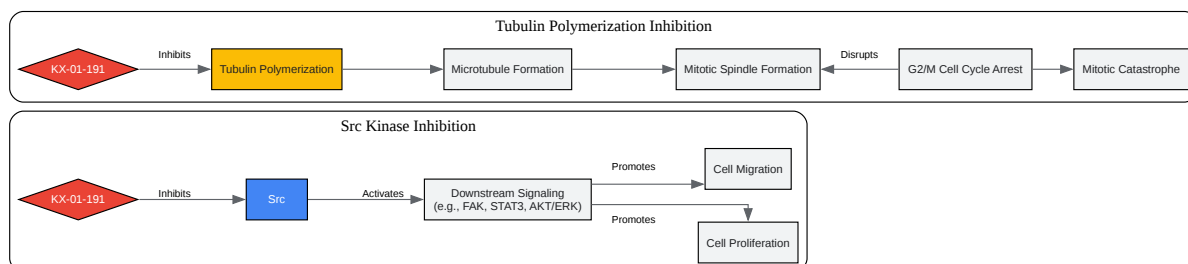 Tubulin Polymerization Inhibition
KX-01-191
Inhibits
Tubulin Polymerization
Microtubule Formation
Mitotic Spindle Formation
Disrupts
G2/M Cell Cycle Arrest
Mitotic Catastrophe
Src Kinase Inhibition
KX-01-191
Inhibits
Src
Activates
Downstream Signaling
(e.g., FAK, STAT3, AKT/ERK)
Promotes
Cell Migration
Promotes
Cell Proliferation